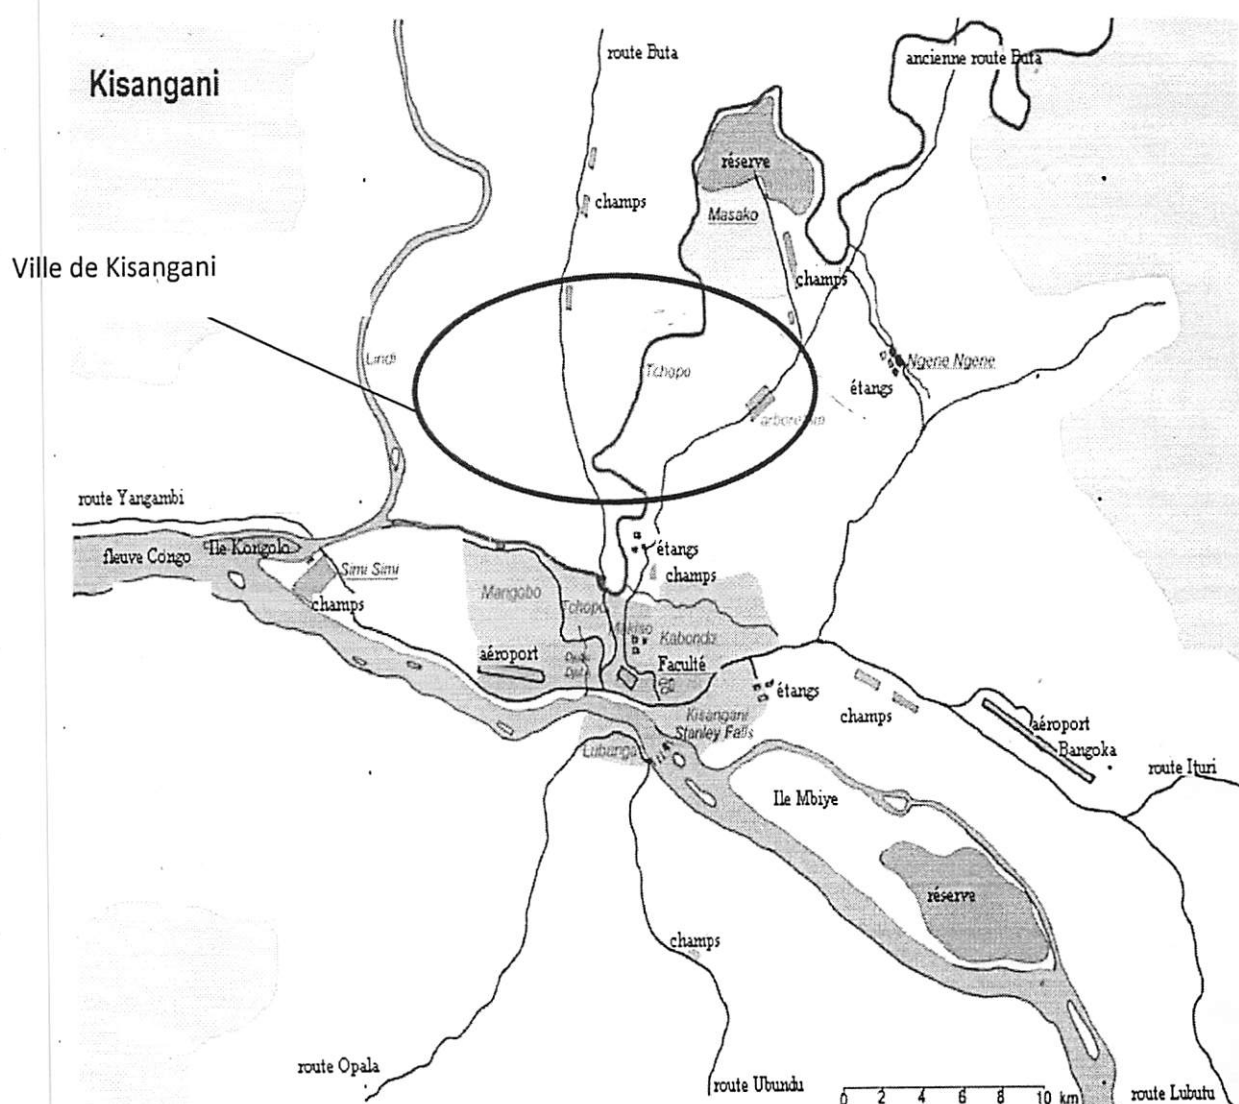 route Buta
ancienne route Buta
Kisangani
réserve
champs
Masako
Ville de Kisangani
champs
Lindi
Tchopo
Ngene Ngene
étangs
arboretum
route Yangambi
fleuve Congo
Ile Kongolo
étangs
Simi Simi
champs
champs
Mangobo
Tchopo
Makiso
Kabondo
aéroport
Faculté
étangs
Kisangani
Stanley Falls
champs
aéroport
Bangoka
Lubunga
route Ituri
Ile Mbiye
réserve
champs
route Opala
route Ubundu
0 2 4 6 8 10 km
route Lubutu